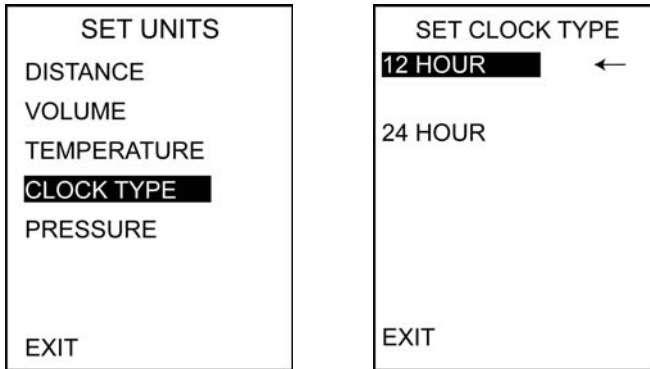 SET UNITS
DISTANCE
VOLUME
TEMPERATURE
CLOCK TYPE
PRESSURE
EXIT
SET CLOCK TYPE
12 HOUR ←
24 HOUR
EXIT